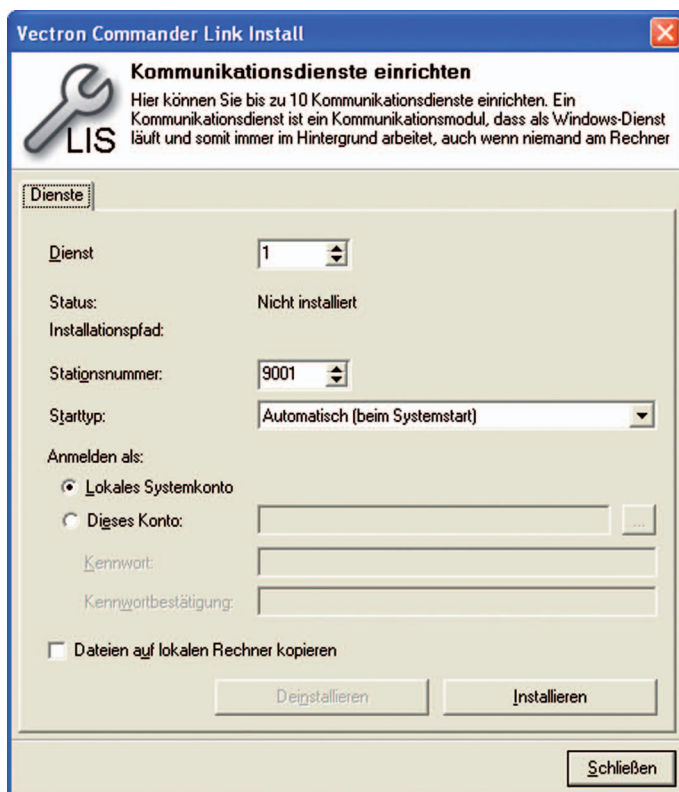 Vectron Commander Link Install
Kommunikationsdienste einrichten
Hier können Sie bis zu 10 Kommunikationsdienste einrichten. Ein
Kommunikationsdienst ist ein Kommunikationsmodul, dass als Windows-Dienst
läuft und somit immer im Hintergrund arbeitet, auch wenn niemand am Rechner
LIS
Dienste
Dienst 1
Status: Nicht installiert
Installationspfad:
Stationsnummer: 9001
Starttyp: Automatisch (beim Systemstart)
Anmelden als:
Lokales Systemkonto
Dieses Konto: ...
Kennwort:
Kennwortbestätigung:
Dateien auf lokalen Rechner kopieren
Deinstallieren Installieren
Schließen